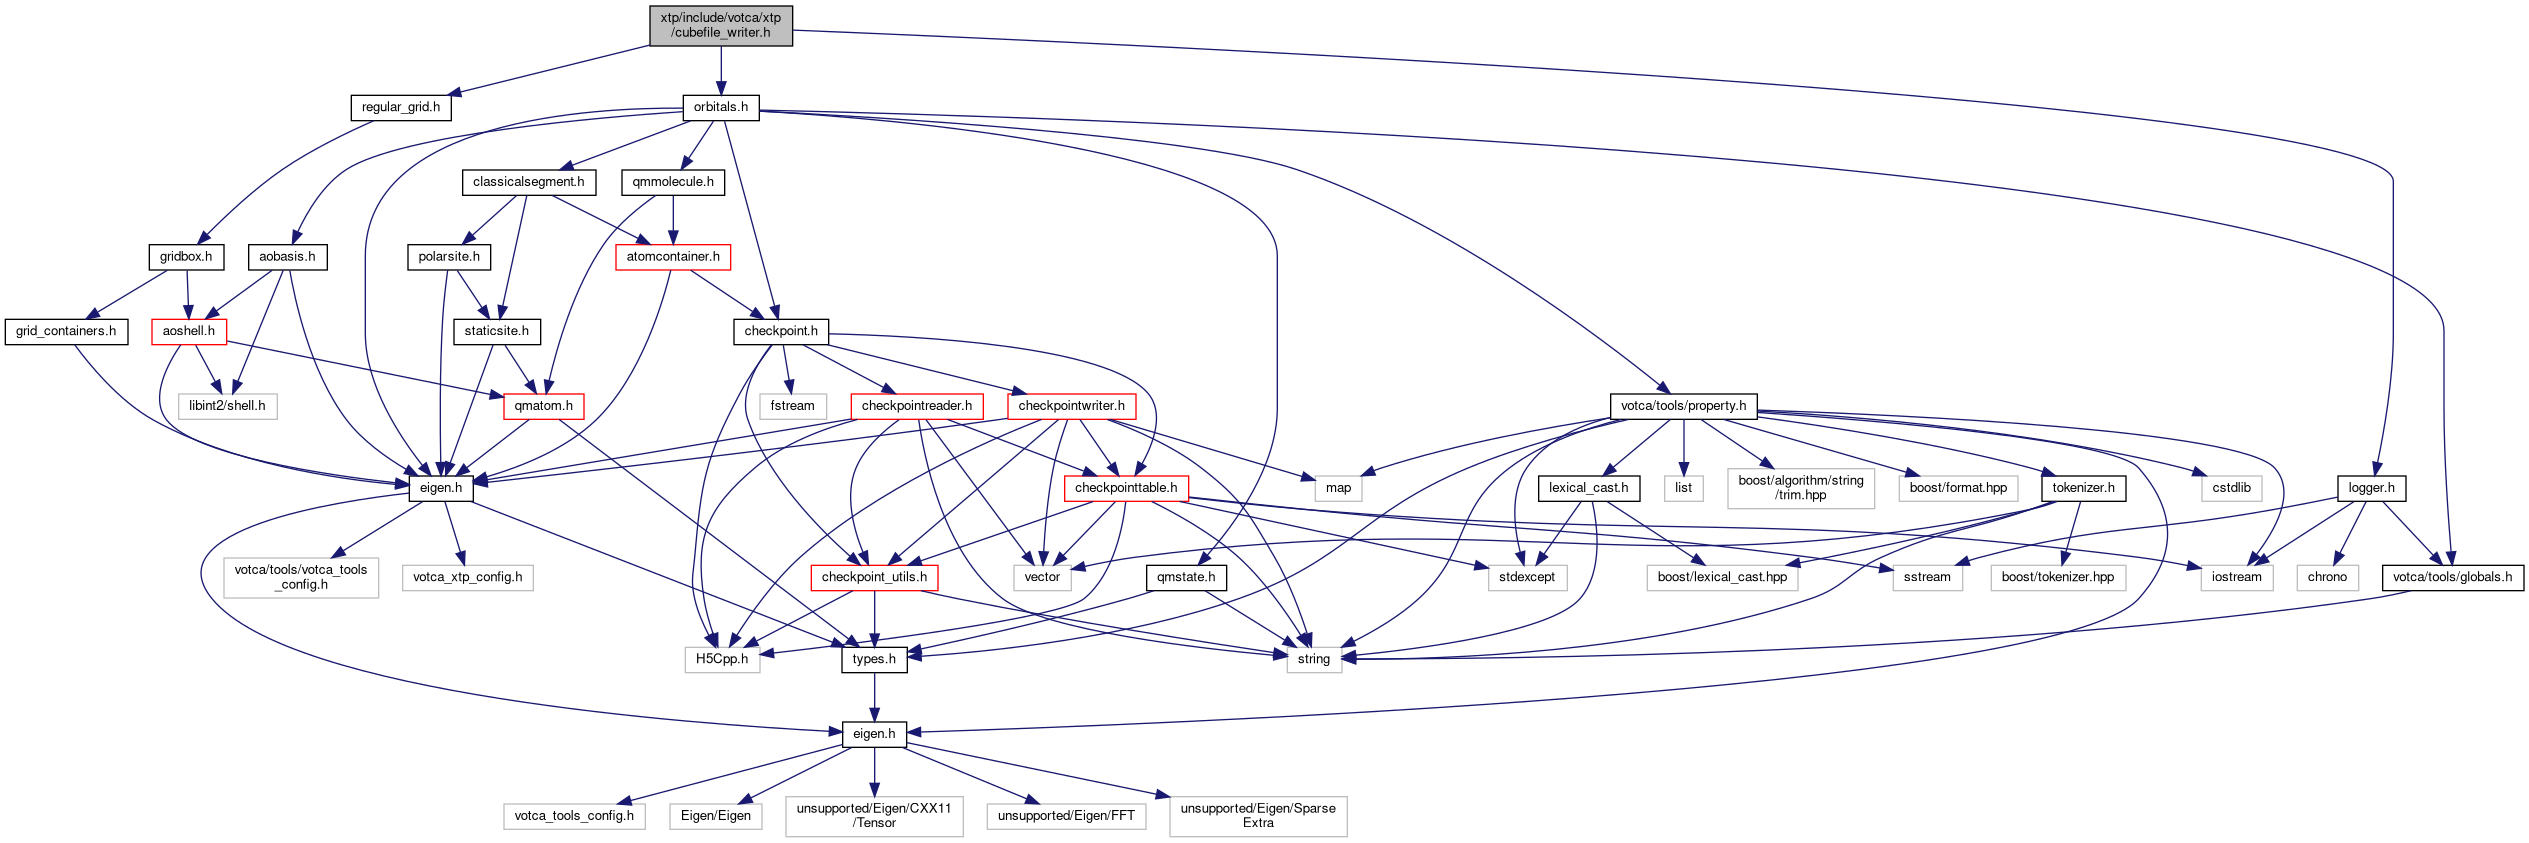 xtp/include/votca/xtp
/cubefile_writer.h
regular_grid.h
orbitals.h
classicalsegment.h
qmmolecule.h
gridbox.h
aobasis.h
polarsite.h
atomcontainer.h
grid_containers.h
aoshell.h
staticsite.h
checkpoint.h
libint2/shell.h
qmatom.h
fstream
checkpointreader.h
checkpointwriter.h
votca/tools/property.h
eigen.h
checkpointtable.h
map
lexical_cast.h
list
boost/algorithm/string
/trim.hpp
boost/format.hpp
tokenizer.h
cstdlib
logger.h
votca/tools/votca_tools
_config.h
votca_xtp_config.h
checkpoint_utils.h
vector
qmstate.h
stdexcept
boost/lexical_cast.hpp
sstream
boost/tokenizer.hpp
iostream
chrono
votca/tools/globals.h
H5Cpp.h
types.h
string
eigen.h
votca_tools_config.h
Eigen/Eigen
unsupported/Eigen/CXX11
/Tensor
unsupported/Eigen/FFT
unsupported/Eigen/Sparse
Extra